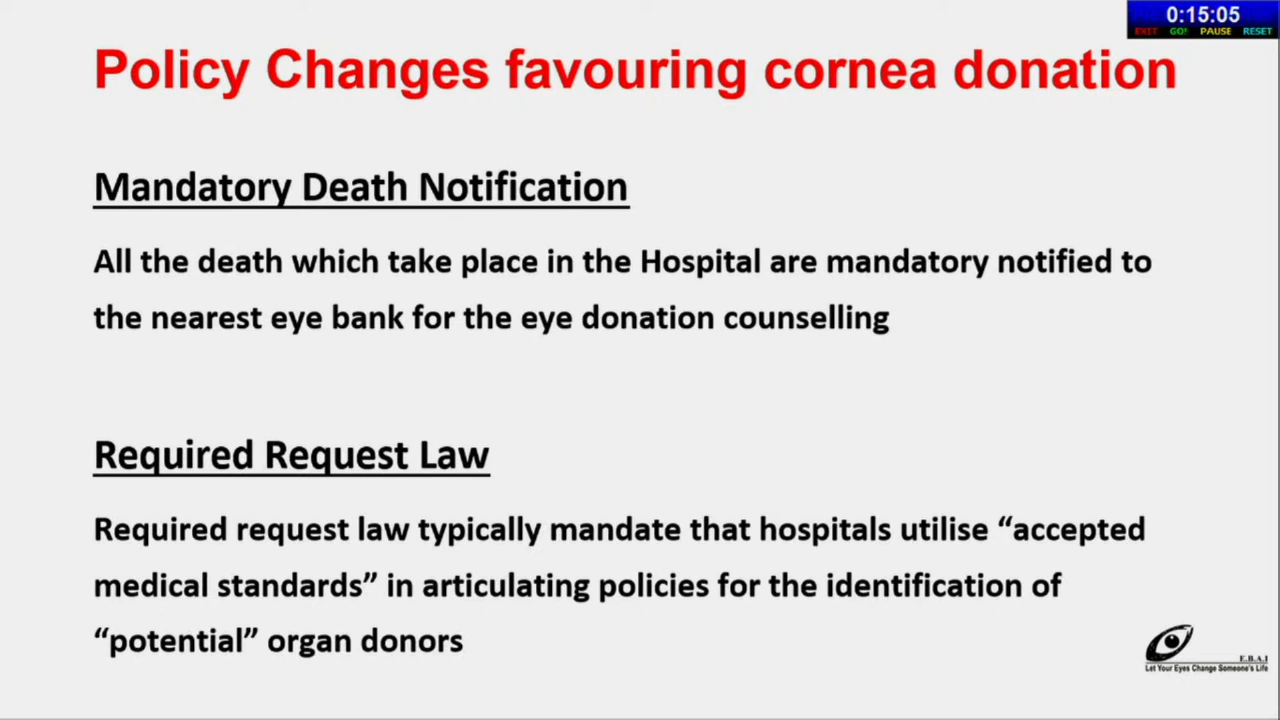 0:15:05
EXIT GO! PAUSE RESET
Policy Changes favouring cornea donation
Mandatory Death Notification
All the death which take place in the Hospital are mandatory notified to
the nearest eye bank for the eye donation counselling
Required Request Law
Required request law typically mandate that hospitals utilise “accepted
medical standards” in articulating policies for the identification of
“potential” organ donors
E.B.A.I
Let Your Eyes Change Someone's Life